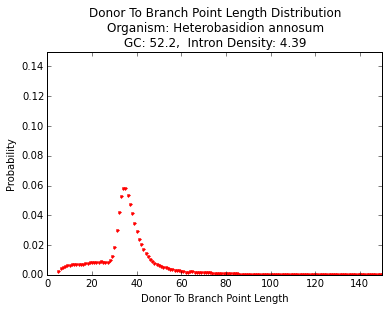 Donor To Branch Point Length Distribution
Organism: Heterobasidion annosum
GC: 52.2,  Intron Density: 4.39
0.14
0.12
0.10
0.08
0.06
0.04
0.02
0.00
Probability
0 20 40 60 80 100 120 140
Donor To Branch Point Length